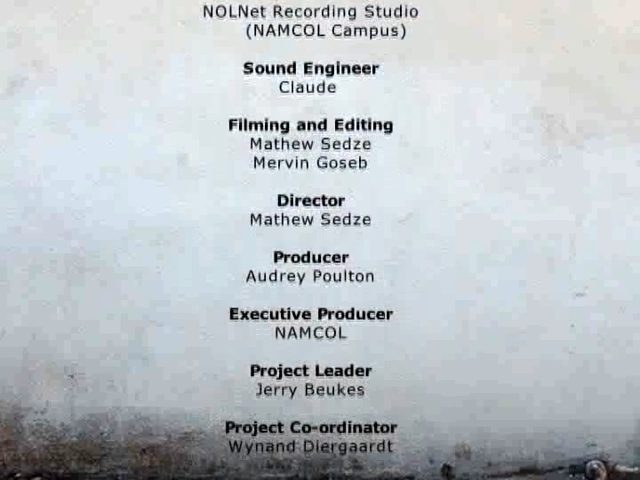 NOLNet Recording Studio
(NAMCOL Campus)
Sound Engineer
Claude
Filming and Editing
Mathew Sedze
Mervin Goseb
Director
Mathew Sedze
Producer
Audrey Poulton
Executive Producer
NAMCOL
Project Leader
Jerry Beukes
Project Co-ordinator
Wynand Diergaardt